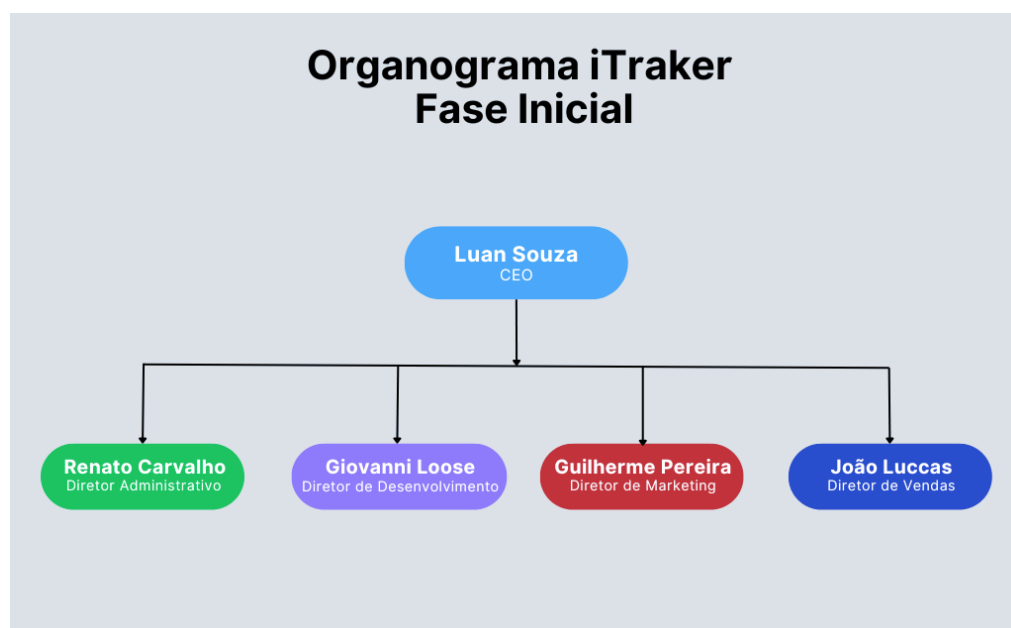 Organograma iTraker
Fase Inicial
Luan Souza
CEO
Renato Carvalho
Diretor Administrativo
Giovanni Loose
Diretor de Desenvolvimento
Guilherme Pereira
Diretor de Marketing
João Luccas
Diretor de Vendas